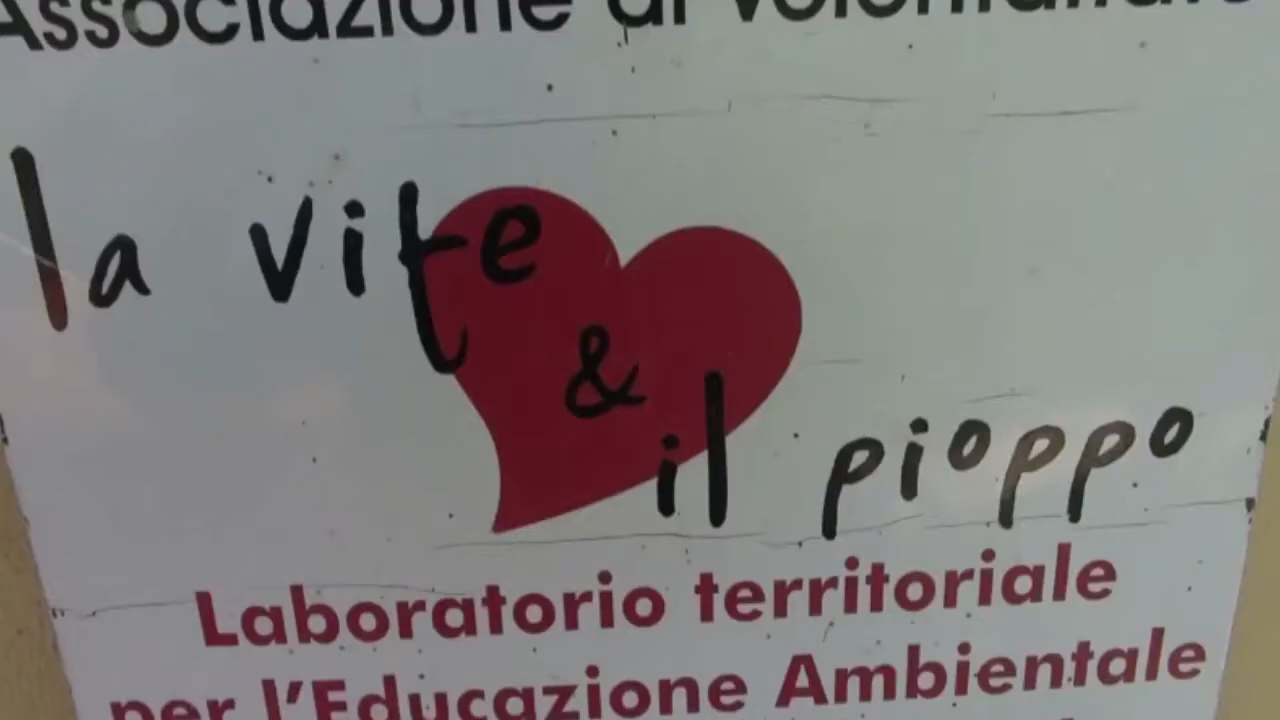 Associazione di Volontariato
la vite
&
il pioppo
Laboratorio territoriale
per l'Educazione Ambientale